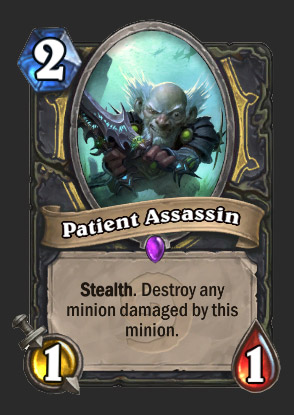 2
Patient Assassin
Stealth. Destroy any
minion damaged by this
minion.
1
1